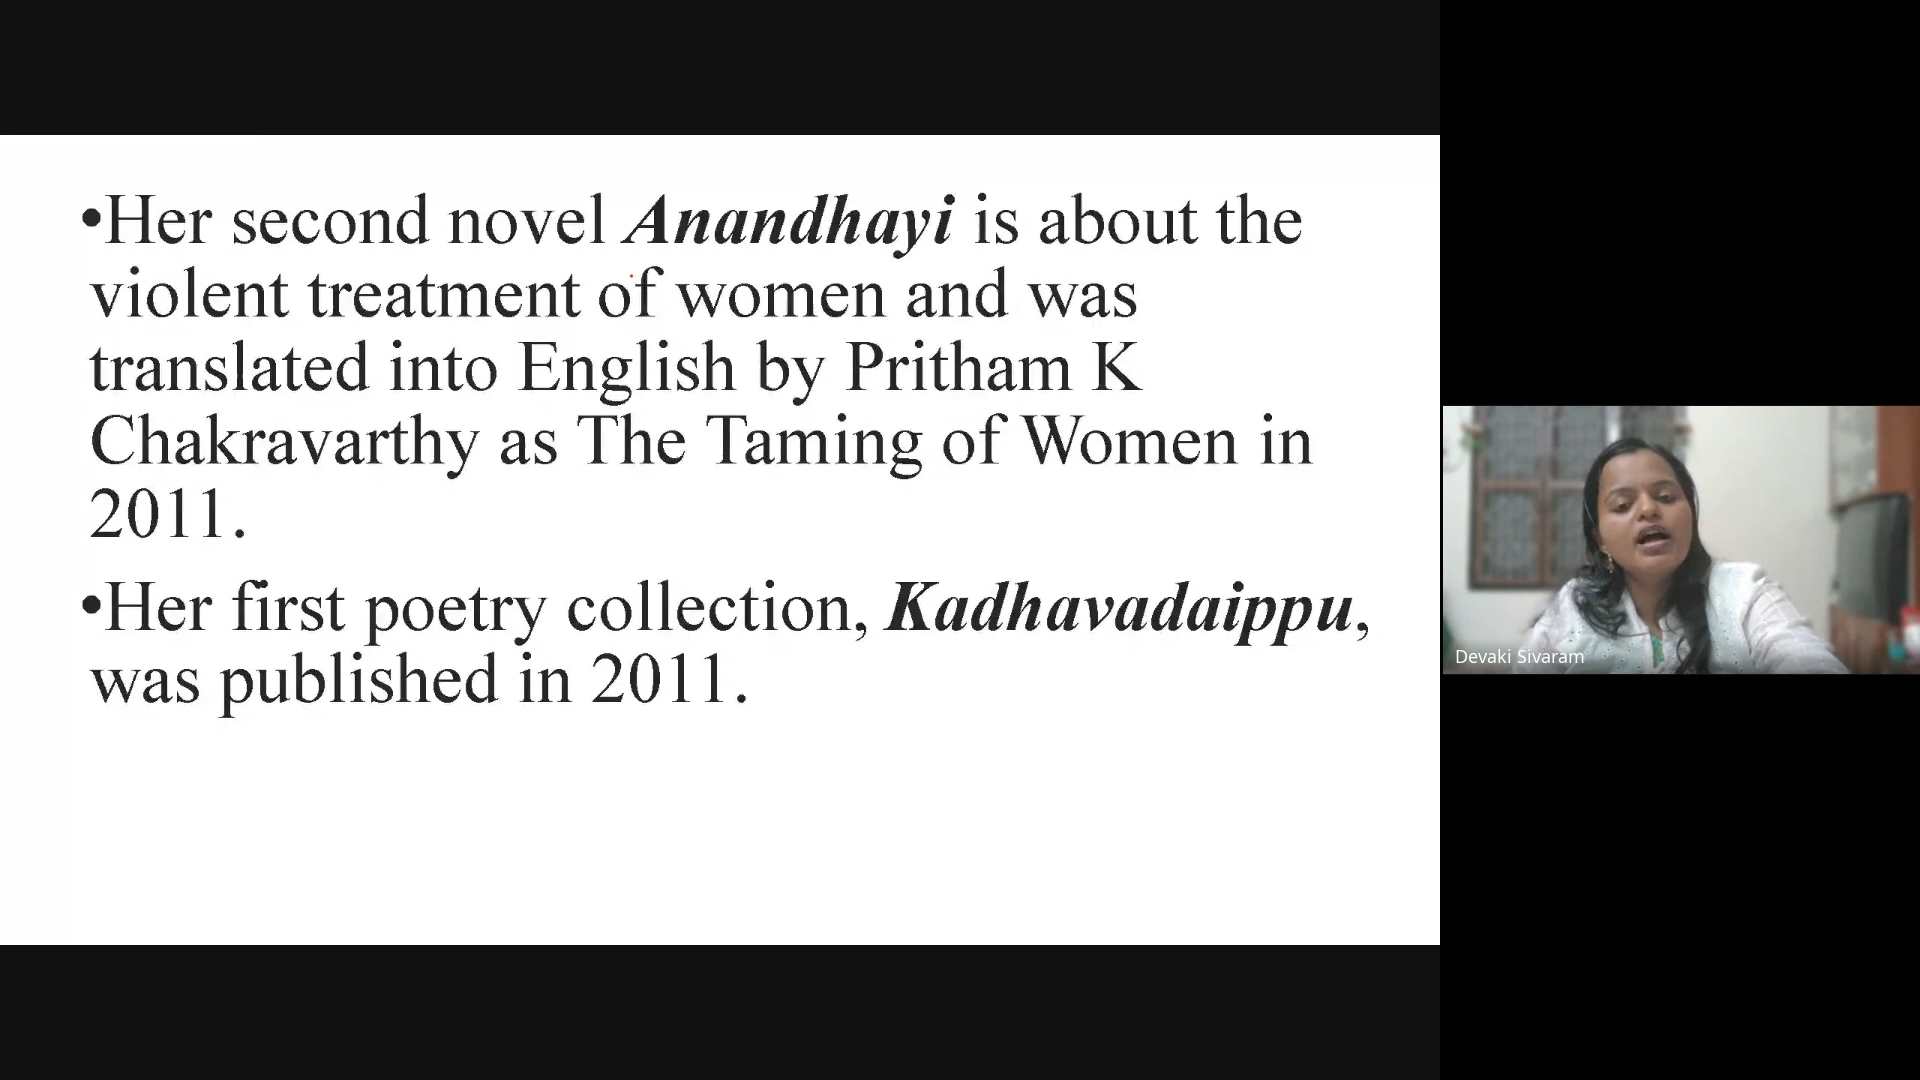 •Her second novel Anandhayi is about the
violent treatment of women and was
translated into English by Pritham K
Chakravarthy as The Taming of Women in
2011.
•Her first poetry collection, Kadhavadaippu,
was published in 2011.
Devaki Sivaram